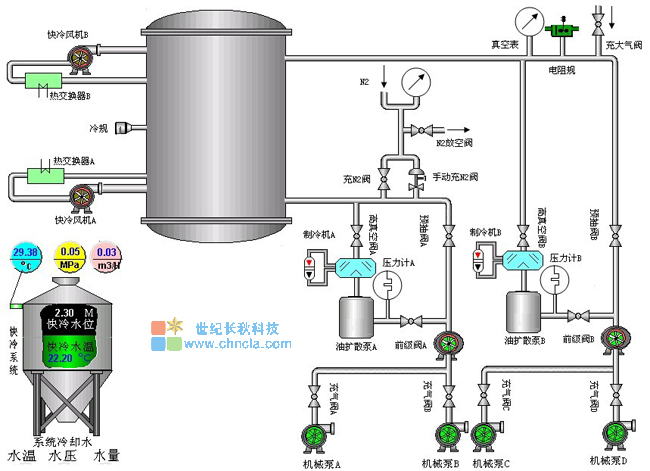 快冷风机B
热交换器B
冷规
热交换器A
快冷风机A
N2
N2放空阀
充N2阀
手动充N2阀
真空表
电阻规
充大气阀
制冷机A
高真空阀A
预抽阀A
压力计A
油扩散泵A
前级阀A
制冷机B
高真空阀B
预抽阀B
压力计B
油扩散泵B
前级阀B
充气阀A
充气阀B
充气阀C
充气阀D
机械泵A
机械泵B
机械泵C
机械泵D
29.38
°C
0.05
MPa
0.03
m3/H
2.30 M
快冷水位
快冷水温
22.20 °C
快冷系统
系统冷却水
水温 水压 水量
世纪长秋科技
www.chncla.com